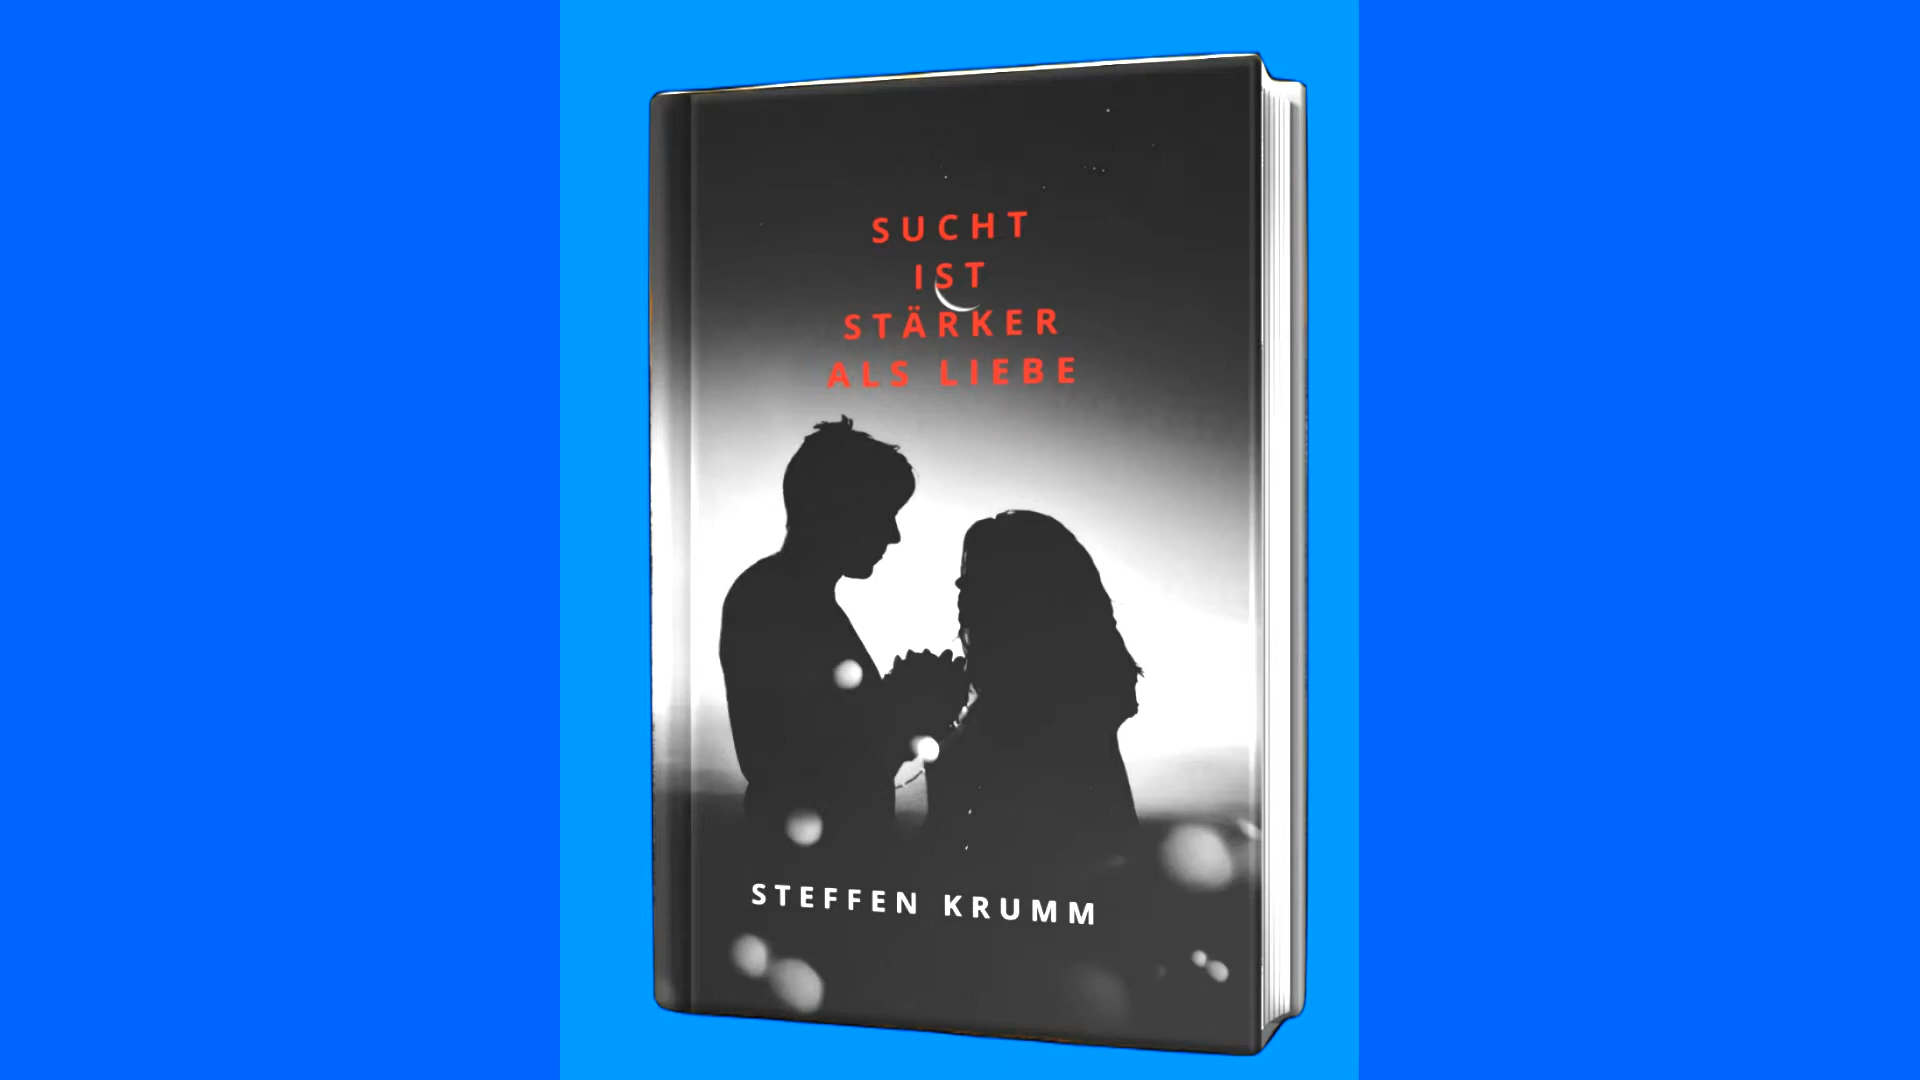 SUCHT
IST
STÄRKER
ALS LIEBE
STEFFEN KRUMM